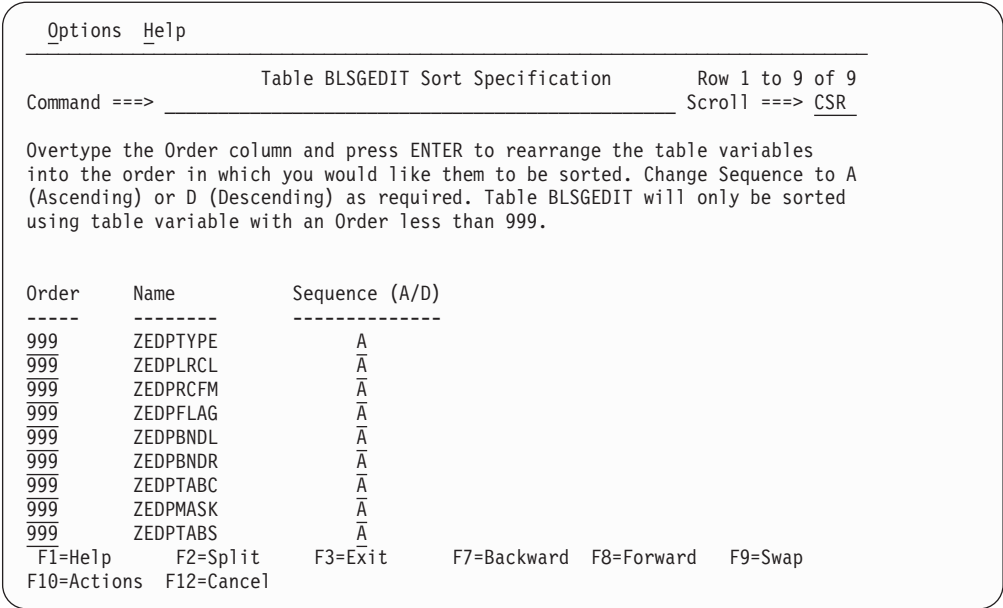 Options Help
Table BLSGEDIT Sort Specification Row 1 to 9 of 9
Command ===> Scroll ===> CSR
Overtype the Order column and press ENTER to rearrange the table variables
into the order in which you would like them to be sorted. Change Sequence to A
(Ascending) or D (Descending) as required. Table BLSGEDIT will only be sorted
using table variable with an Order less than 999.
Order Name Sequence (A/D)
----- -------- --------------
999 ZEDPTYPE A
999 ZEDPLRCL A
999 ZEDPRCFM A
999 ZEDPFLAG A
999 ZEDPBNDL A
999 ZEDPBNDR A
999 ZEDPTABC A
999 ZEDPMASK A
999 ZEDPTABS A
F1=Help F2=Split F3=Exit F7=Backward F8=Forward F9=Swap
F10=Actions F12=Cancel